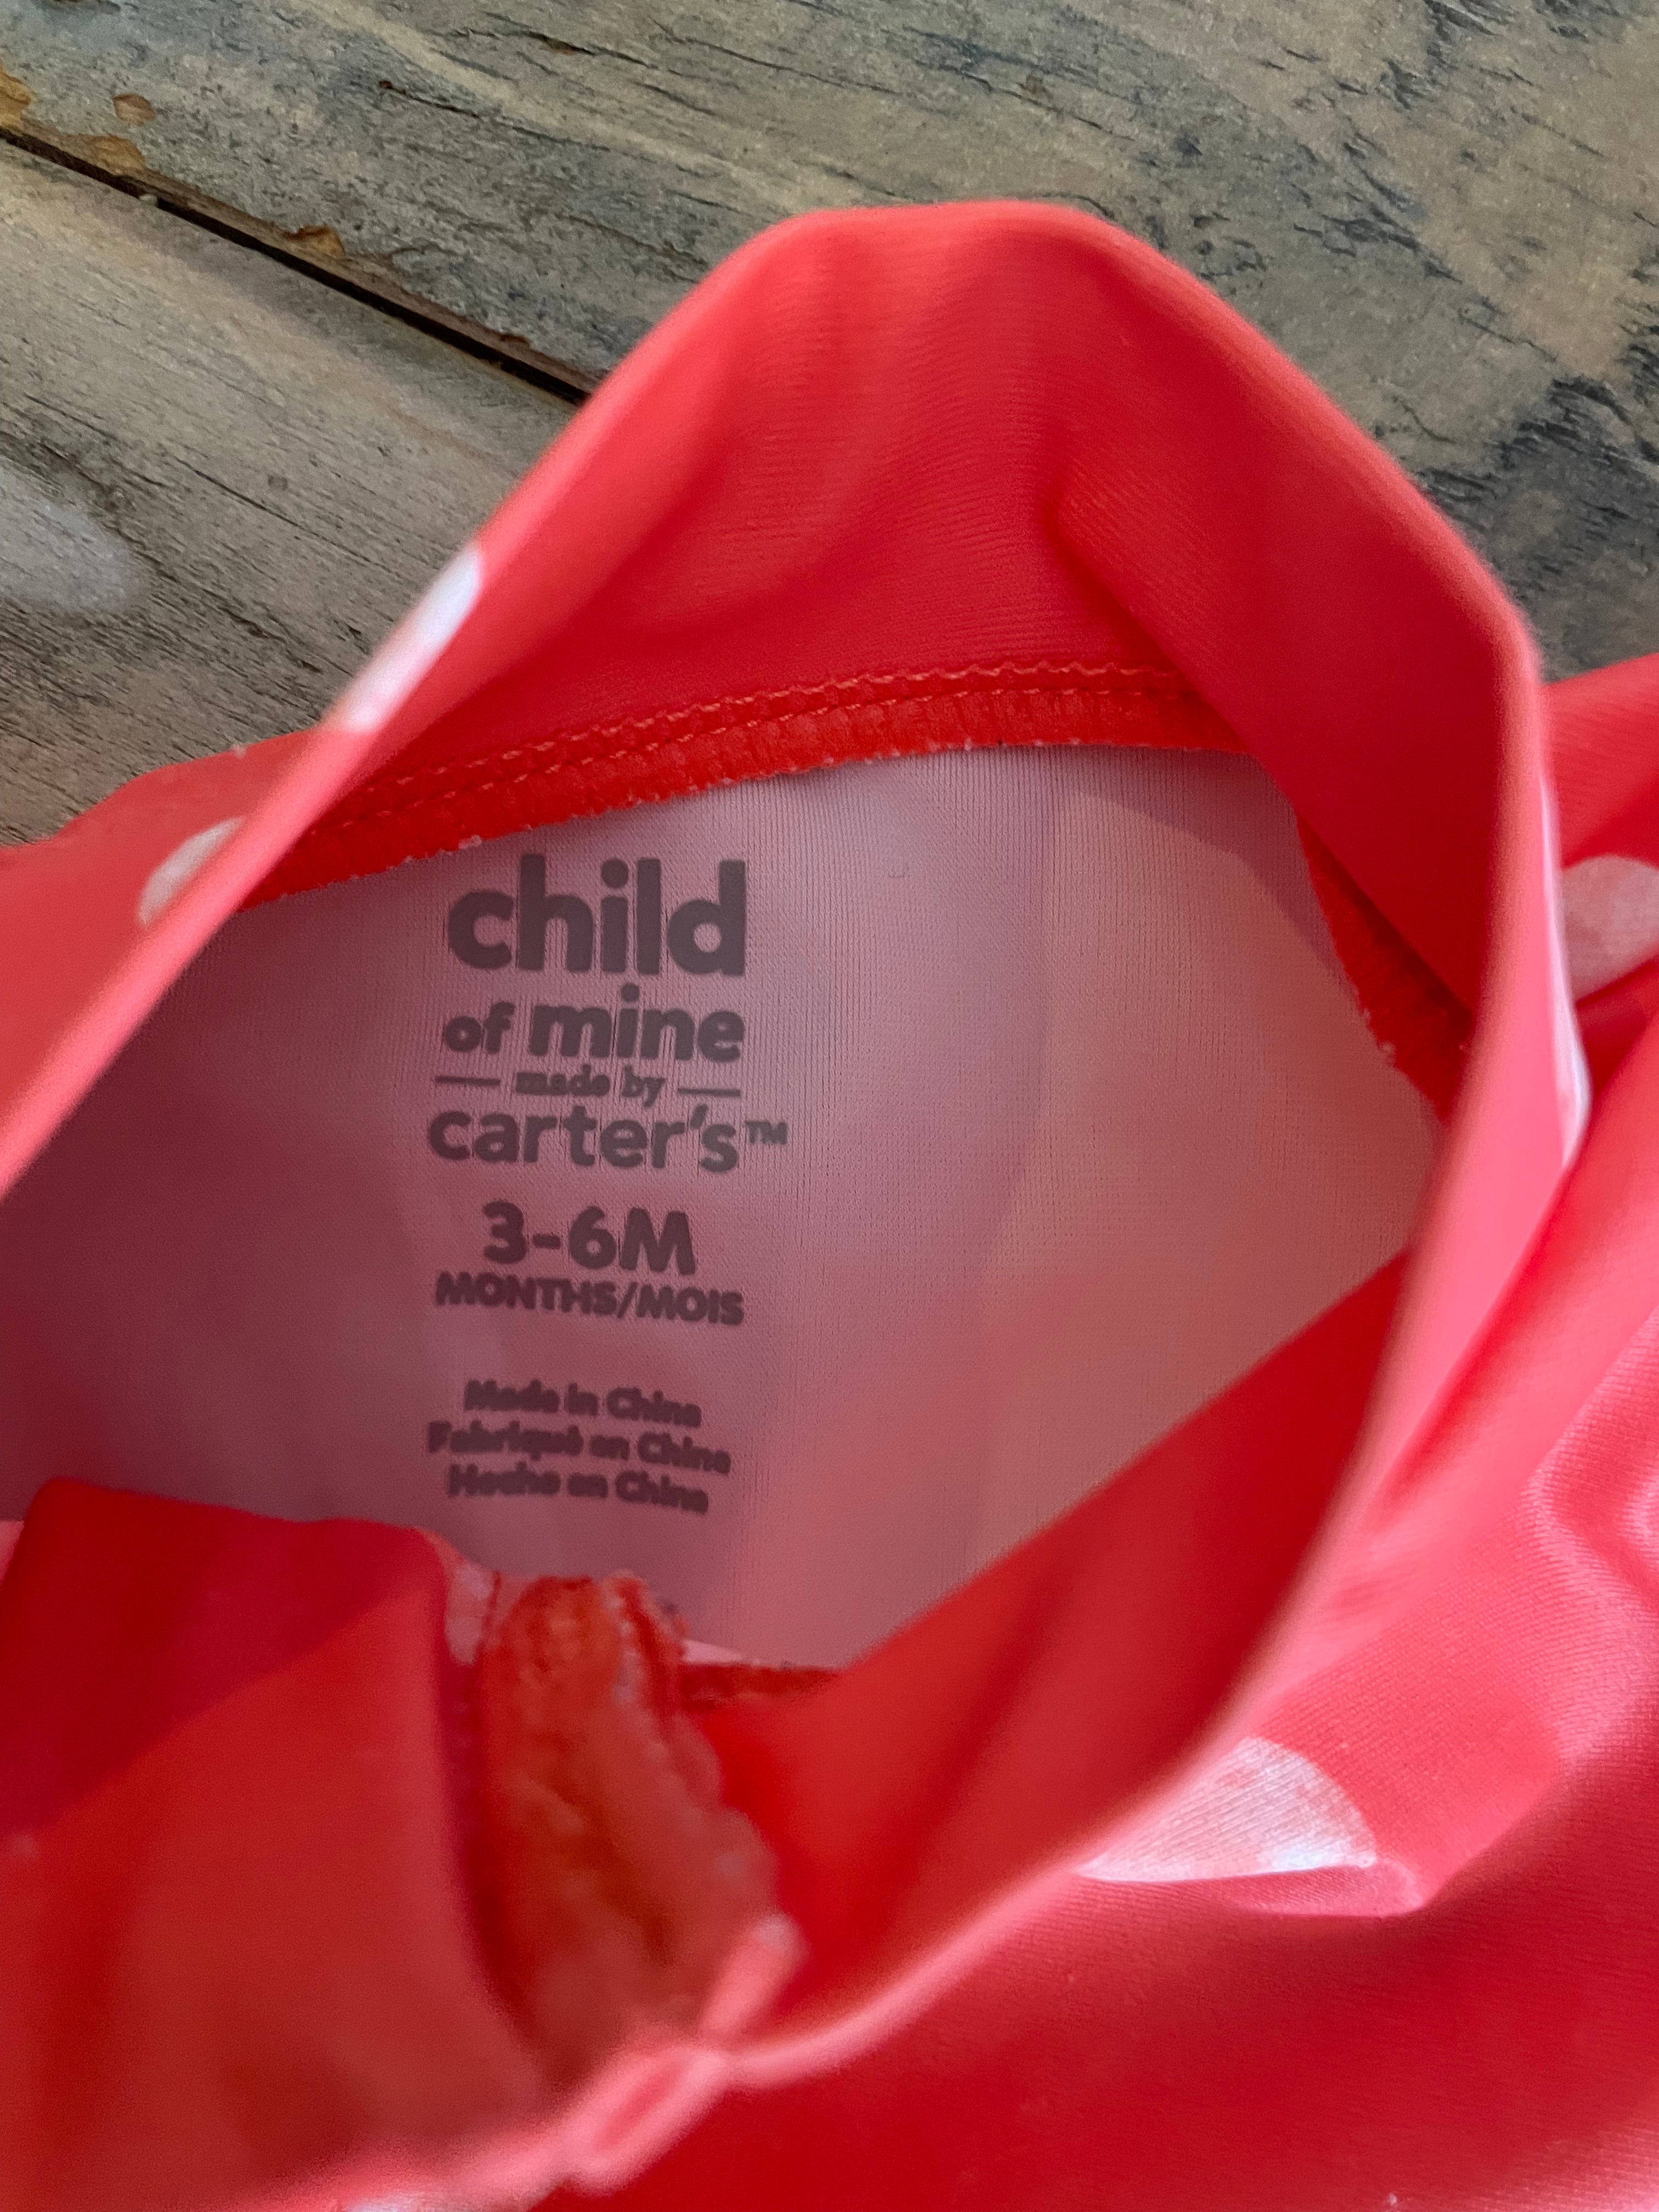 child
of mine
made by
carter's™
3-6M
MONTHS/MOIS
Made in China
Fabriqué en Chine
Hecho en China